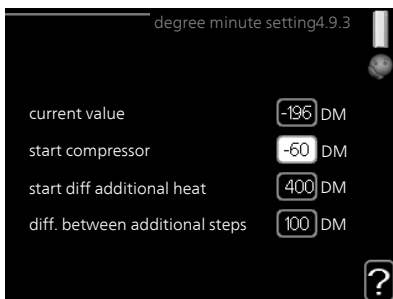 degree minute setting4.9.3
current value -196 DM
start compressor -60 DM
start diff additional heat 400 DM
diff. between additional steps 100 DM
?